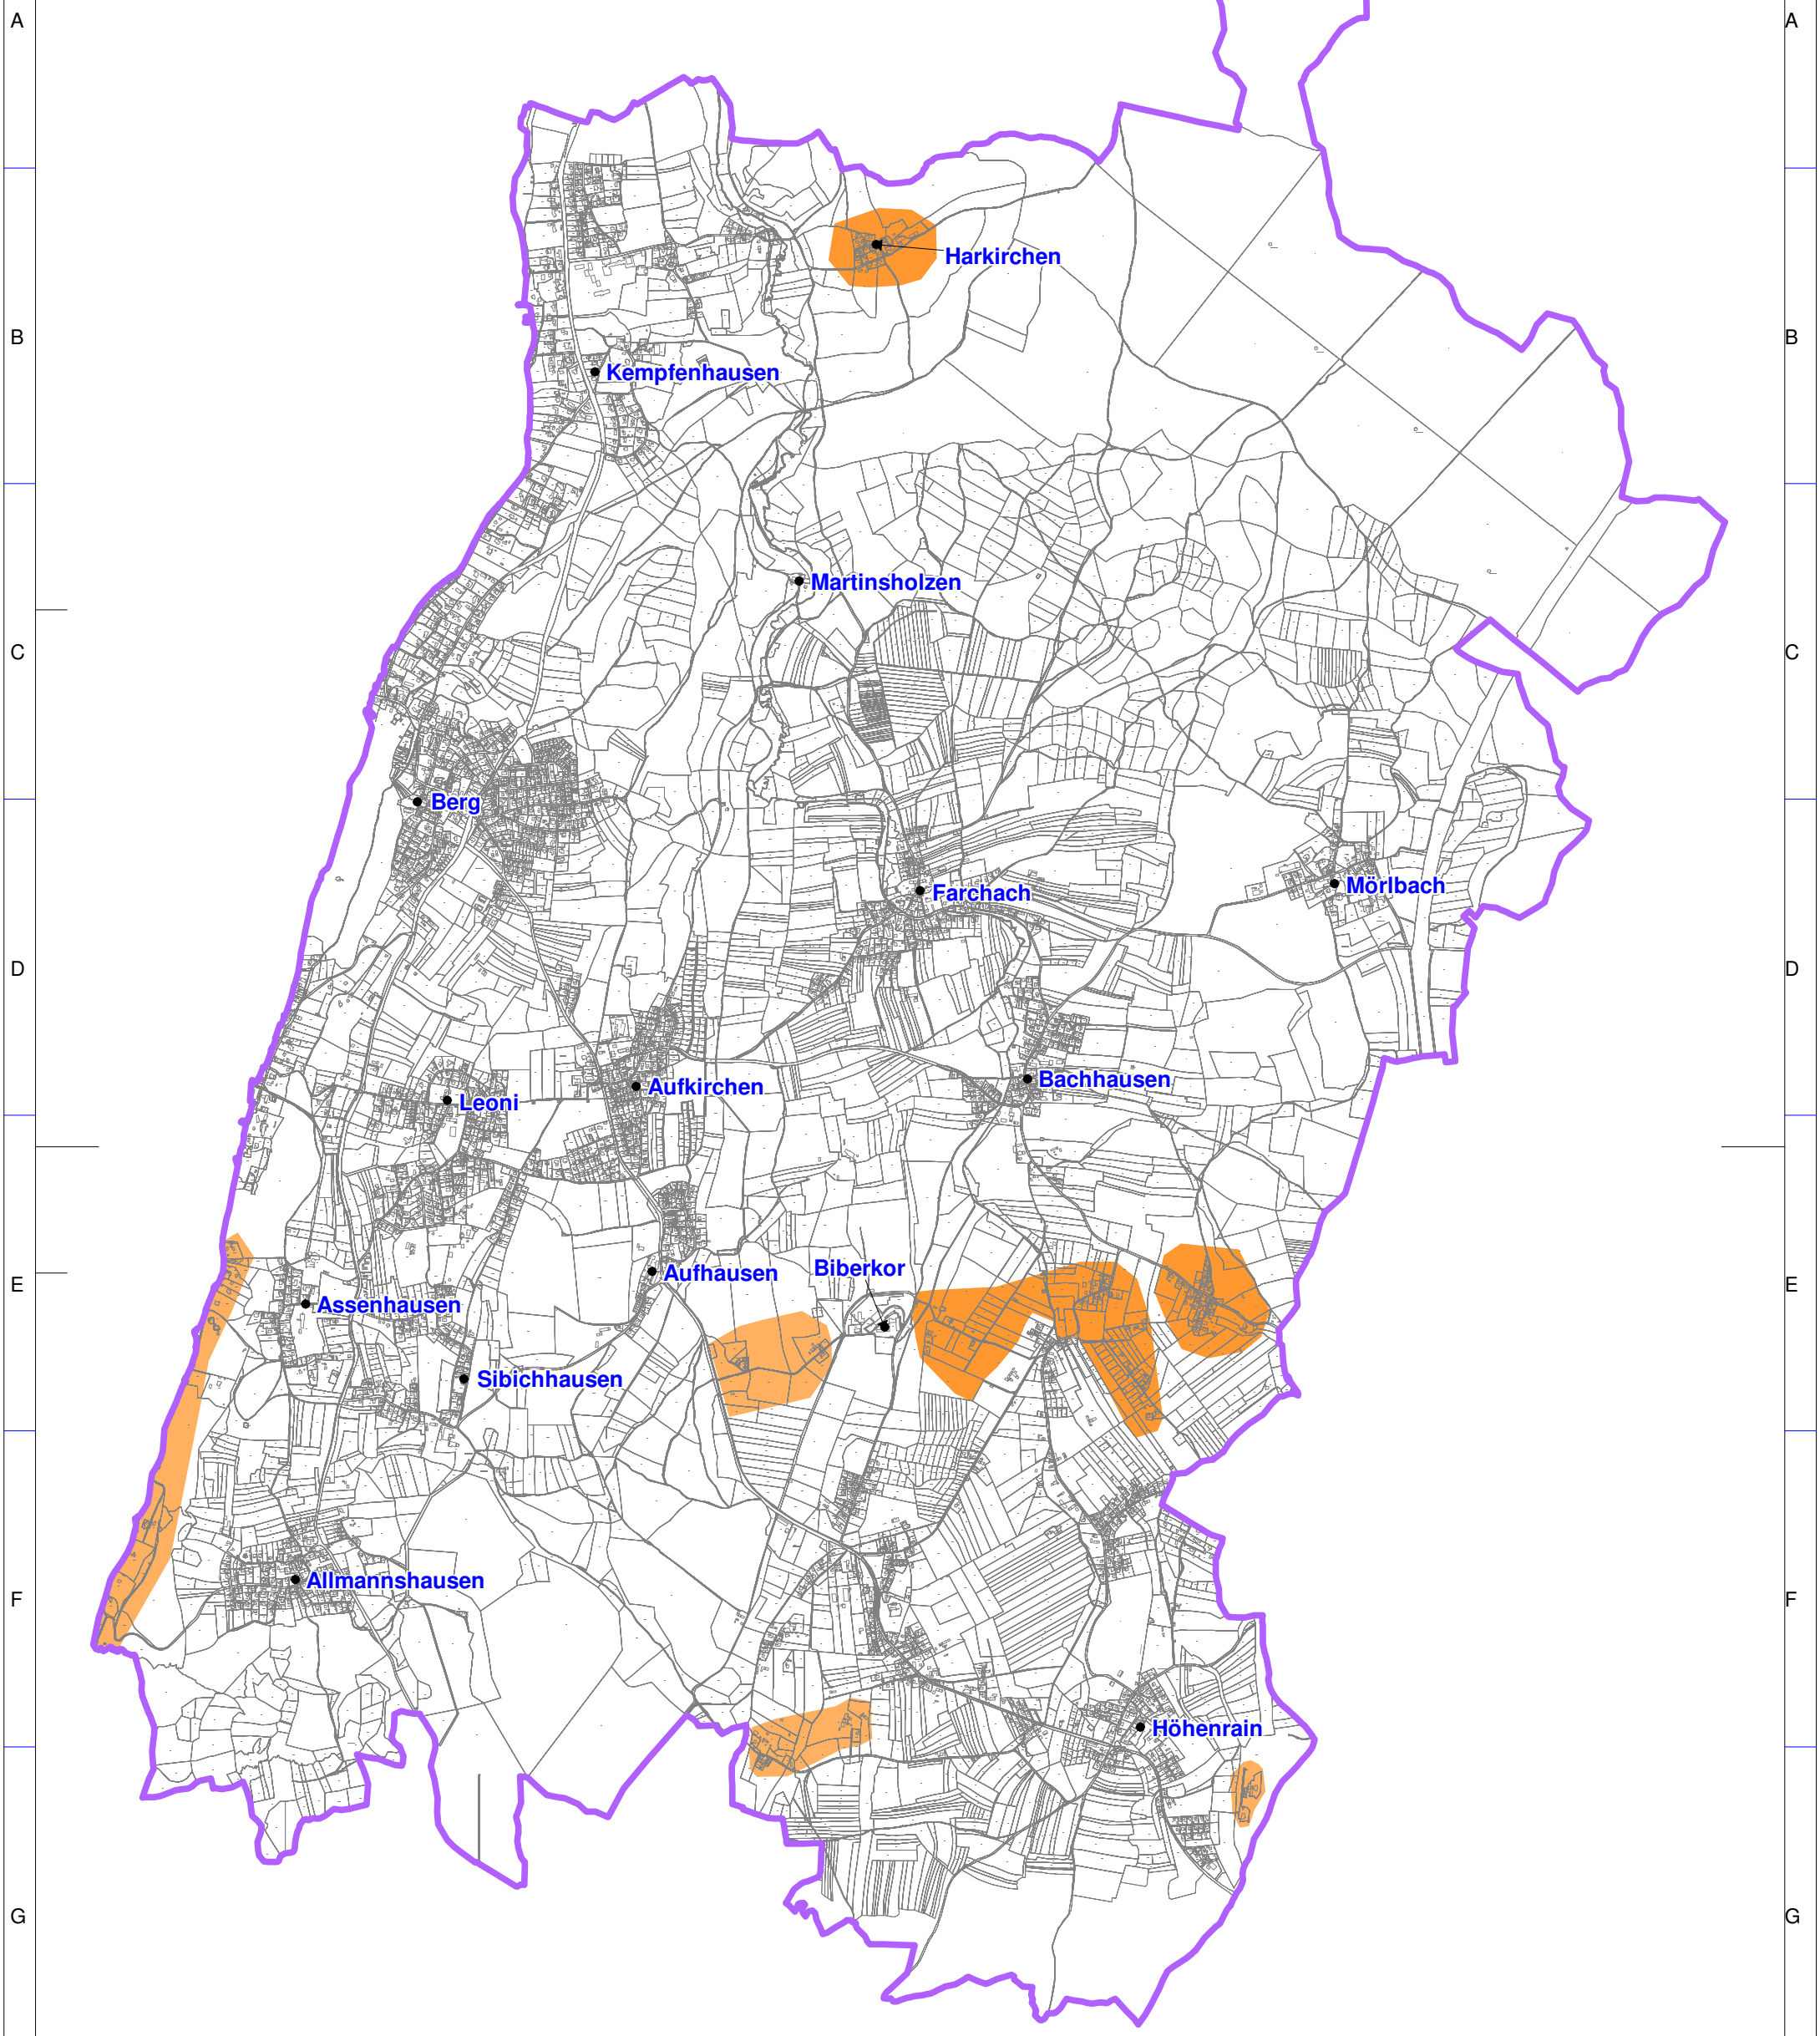 A
A
Harkirchen
B
B
Kempfenhausen
Martinsholzen
C
C
Berg
Farchach
Mörlbach
D
D
Bachhausen
Aufkirchen
Leoni
Biberkor
Aufhausen
E
E
Assenhausen
Sibichhausen
Allmannshausen
F
F
Höhenrain
G
G